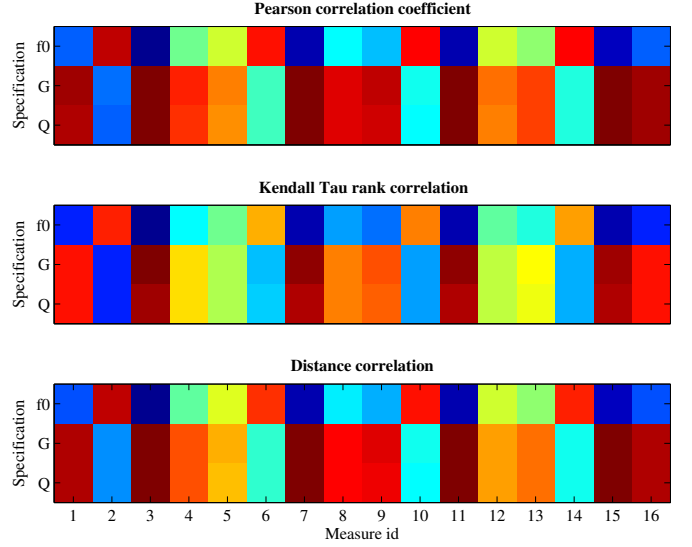 Pearson correlation coefficient
Specification
f0
G
Q
Kendall Tau rank correlation
Specification
f0
G
Q
Distance correlation
Specification
f0
G
Q
1 2 3 4 5 6 7 8 9 10 11 12 13 14 15 16
Measure id